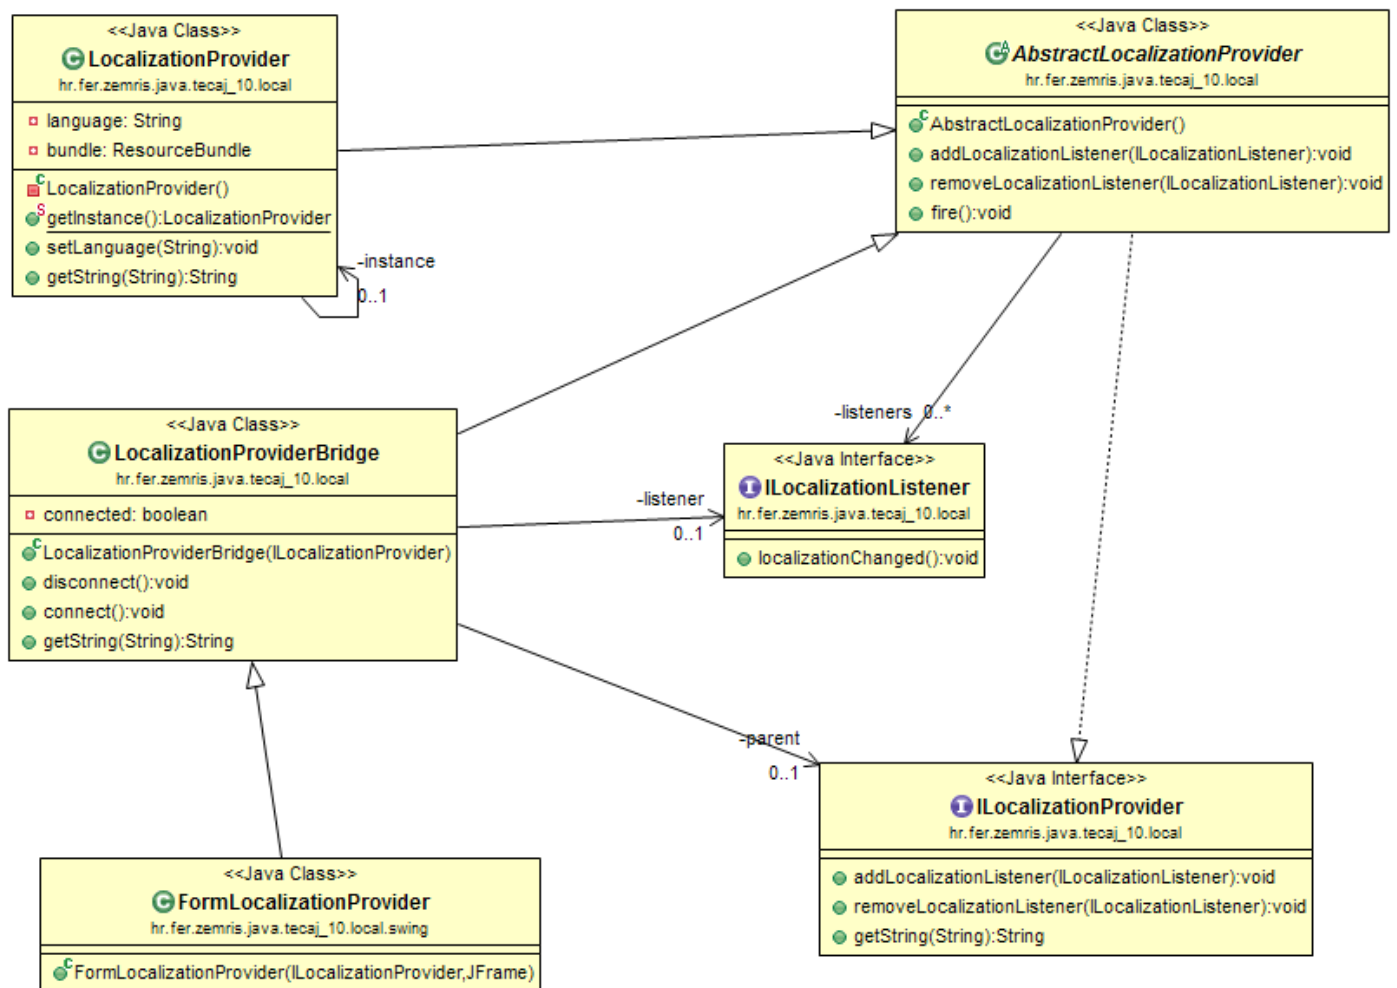 <<Java Class>>
LocalizationProvider
hr.fer.zemris.java.tecaj_10.local
language: String
bundle: ResourceBundle
LocalizationProvider()
getInstance():LocalizationProvider
setLanguage(String):void
getString(String):String
-instance
0..1
<<Java Class>>
AbstractLocalizationProvider
hr.fer.zemris.java.tecaj_10.local
AbstractLocalizationProvider()
addLocalizationListener(ILocalizationListener):void
removeLocalizationListener(ILocalizationListener):void
fire():void
-listeners 0..*
<<Java Class>>
LocalizationProviderBridge
hr.fer.zemris.java.tecaj_10.local
connected: boolean
LocalizationProviderBridge(ILocalizationProvider)
disconnect():void
connect():void
getString(String):String
-listener
0..1
<<Java Interface>>
ILocalizationListener
hr.fer.zemris.java.tecaj_10.local
localizationChanged():void
-parent
0..1
<<Java Interface>>
ILocalizationProvider
hr.fer.zemris.java.tecaj_10.local
addLocalizationListener(ILocalizationListener):void
removeLocalizationListener(ILocalizationListener):void
getString(String):String
<<Java Class>>
FormLocalizationProvider
hr.fer.zemris.java.tecaj_10.local.swing
FormLocalizationProvider(ILocalizationProvider,JFrame)